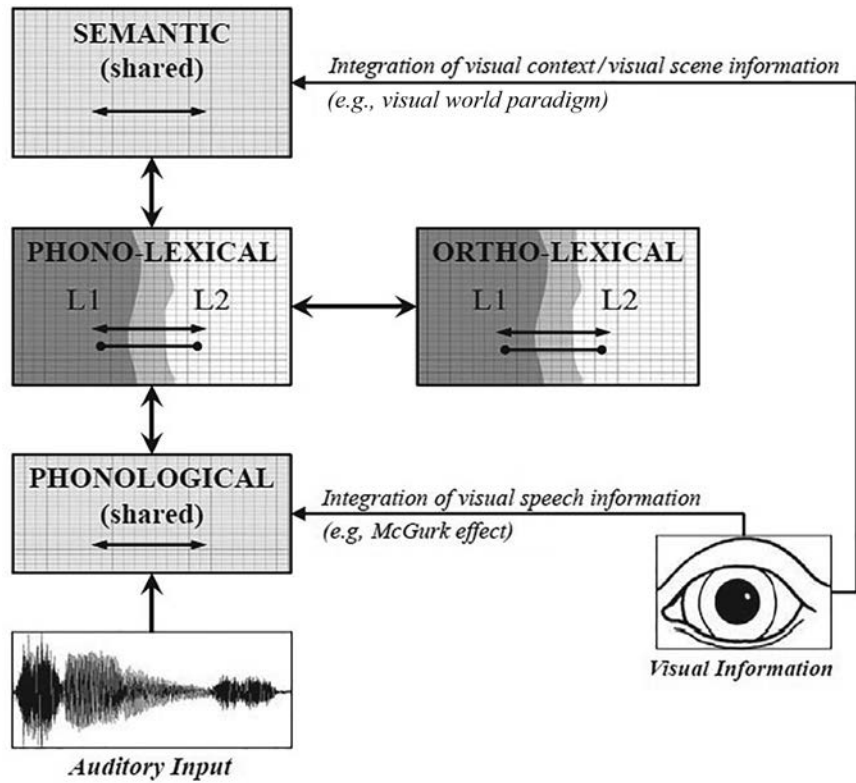 SEMANTIC
(shared)
Integration of visual context/visual scene information
(e.g., visual world paradigm)
PHONO-LEXICAL
L1 L2
ORTHO-LEXICAL
L1 L2
PHONOLOGICAL
(shared)
Integration of visual speech information
(e.g, McGurk effect)
Visual Information
Auditory Input